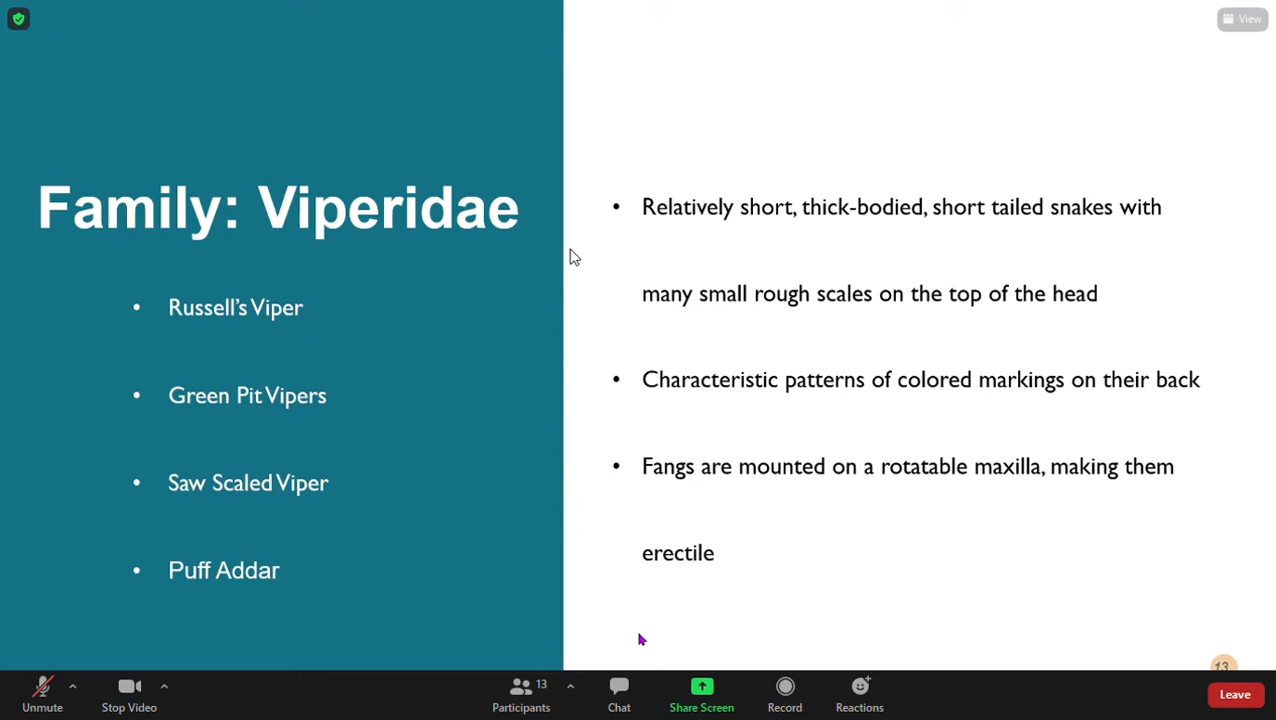 View
Family: Viperidae
• Russell's Viper
• Green Pit Vipers
• Saw Scaled Viper
• Puff Addar
• Relatively short, thick-bodied, short tailed snakes with
many small rough scales on the top of the head
• Characteristic patterns of colored markings on their back
• Fangs are mounted on a rotatable maxilla, making them
erectile
13
Unmute
Stop Video
13
Participants
Chat
Share Screen
Record
Reactions
Leave